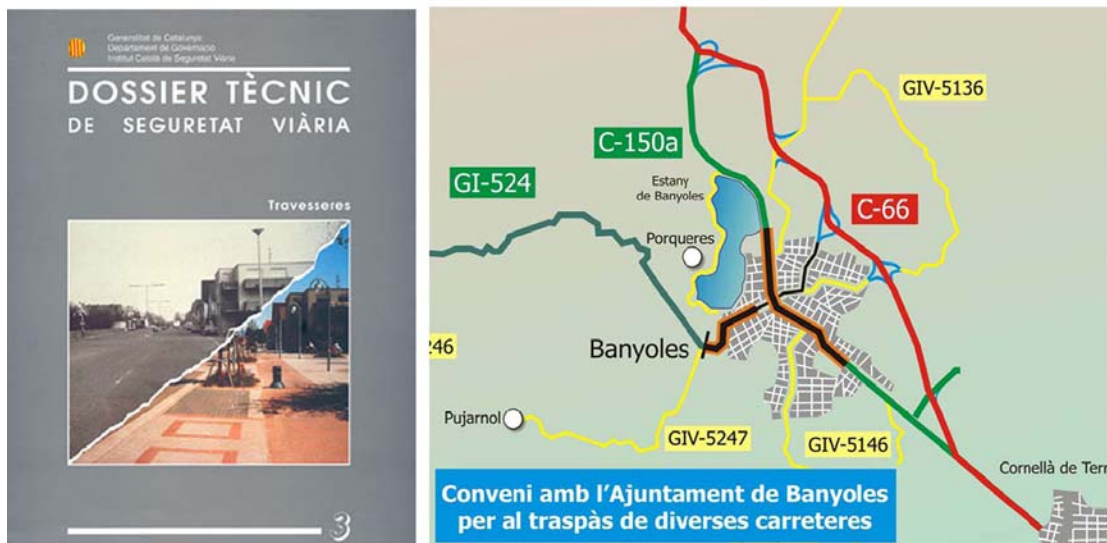 Generalitat de Catalunya
Departament de Governació
Institut Català de Seguretat Viària
DOSSIER TÈCNIC
DE SEGURETAT VIÀRIA
Travesseres
3
GIV-5136
C-150a
GI-524
Estany
de Banyoles
C-66
Porqueres
246
Banyoles
Pujarnol
GIV-5247
GIV-5146
Cornellà de Terr
Conveni amb l'Ajuntament de Banyoles
per al traspàs de diverses carreteres